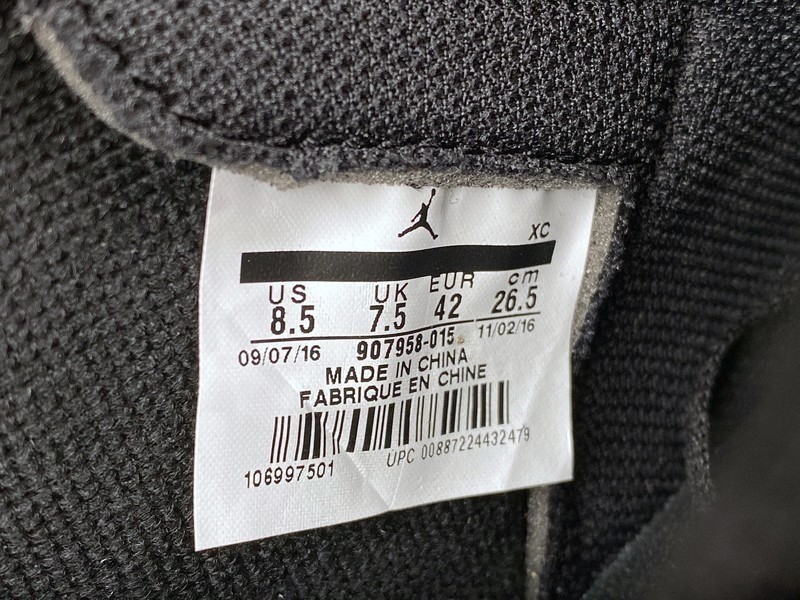 XC
US UK EUR cm
8.5 7.5 42 26.5
09/07/16 907958-015 11/02/16
MADE IN CHINA
FABRIQUE EN CHINE
106997501 UPC 00887224432479